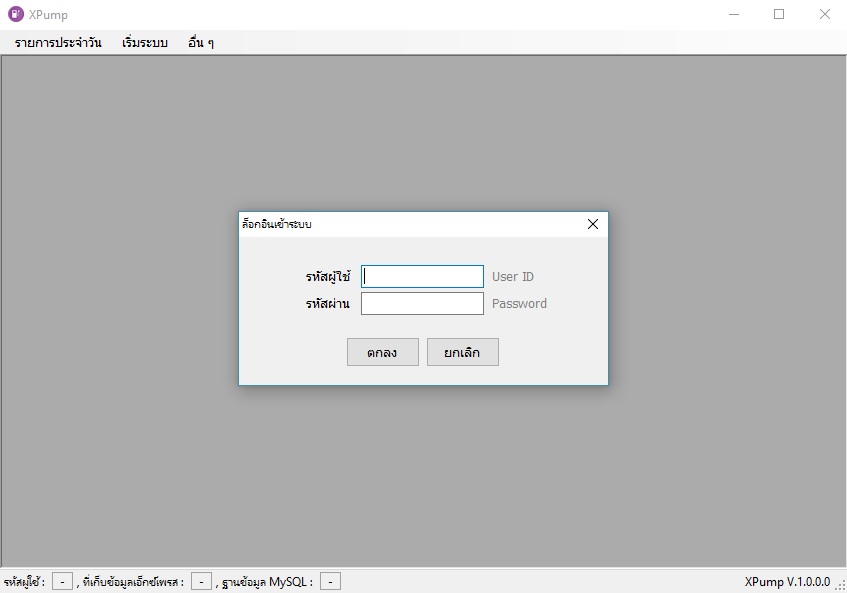 XPump
รายการประจำวัน เริ่มระบบ อื่น ๆ
ล็อกอินเข้าระบบ
รหัสผู้ใช้ User ID
รหัสผ่าน Password
ตกลง ยกเลิก
รหัสผู้ใช้ : - , ที่เก็บข้อมูลเอ็กซ์เพรส : - , ฐานข้อมูล MySQL : - XPump V.1.0.0.0